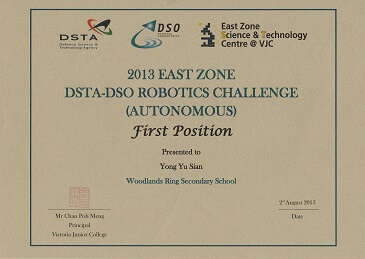 DSTA
Defence Science &
Technology Agency
DSO
East Zone
Science & Technology
Centre @ VJC
2013 EAST ZONE
DSTA-DSO ROBOTICS CHALLENGE
(AUTONOMOUS)
First Position
Presented to
Yong Yu Sian
Woodlands Ring Secondary School
Mr Chan Poh Meng
Principal
Victoria Junior College
2nd August 2013
Date